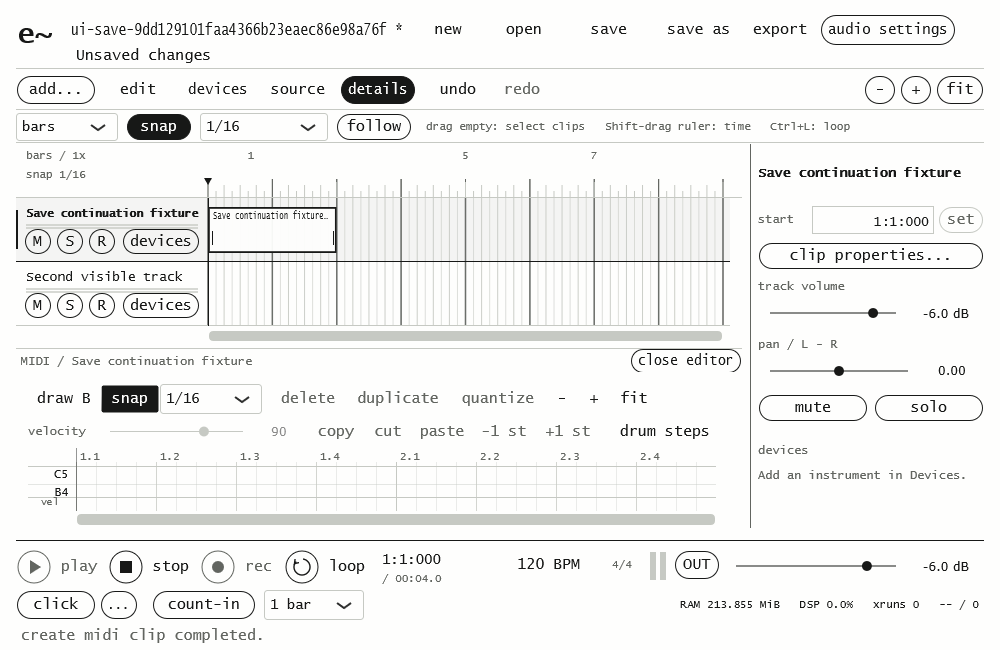 e~ ui-save-9dd129101faa4366b23eaec86e98a76f * new open save save as export audio settings
Unsaved changes
add... edit devices source details undo redo - + fit
bars snap 1/16 follow drag empty: select clips Shift-drag ruler: time Ctrl+L: loop
bars / 1x 1 5 7
snap 1/16
Save continuation fixture
Save continuation fixture Save continuation fixture…
start 1:1:000 set
M S R devices
clip properties...
Second visible track
track volume
M S R devices
-6.0 dB
pan / L - R
MIDI / Save continuation fixture close editor
0.00
draw B snap 1/16 delete duplicate quantize - + fit
mute solo
velocity 90 copy cut paste -1 st +1 st drum steps
devices
1.1 1.2 1.3 1.4 2.1 2.2 2.3 2.4
C5
Add an instrument in Devices.
B4
vel
play stop rec loop 1:1:000 / 00:04.0 120 BPM 4/4 OUT -6.0 dB
click ... count-in 1 bar RAM 213.855 MiB DSP 0.0% xruns 0 -- / 0
create midi clip completed.